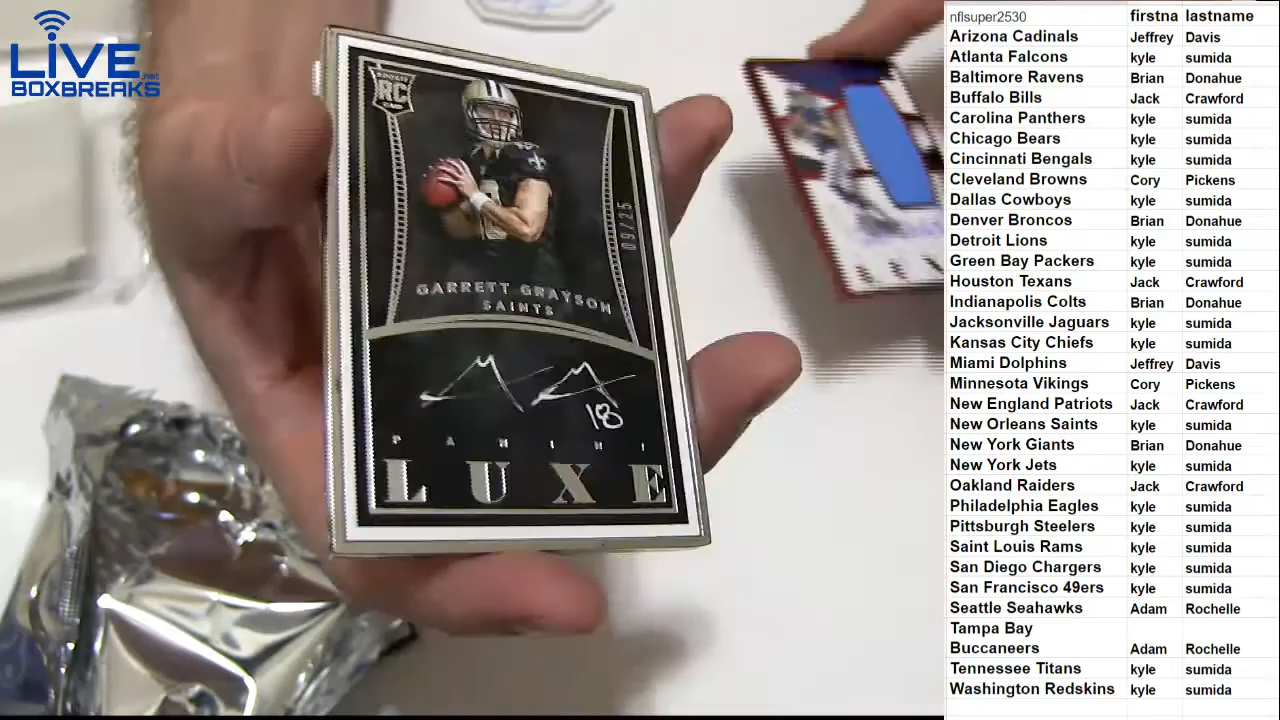 LIVE
BOXBREAKS.net
ROOKIE
RC
CARD
09/25
GARRETT GRAYSON
SAINTS
18
PANINI
LUXE
nflsuper2530 firstna lastname
Arizona Cadinals Jeffrey Davis
Atlanta Falcons kyle sumida
Baltimore Ravens Brian Donahue
Buffalo Bills Jack Crawford
Carolina Panthers kyle sumida
Chicago Bears kyle sumida
Cincinnati Bengals kyle sumida
Cleveland Browns Cory Pickens
Dallas Cowboys kyle sumida
Denver Broncos Brian Donahue
Detroit Lions kyle sumida
Green Bay Packers kyle sumida
Houston Texans Jack Crawford
Indianapolis Colts Brian Donahue
Jacksonville Jaguars kyle sumida
Kansas City Chiefs kyle sumida
Miami Dolphins Jeffrey Davis
Minnesota Vikings Cory Pickens
New England Patriots Jack Crawford
New Orleans Saints kyle sumida
New York Giants Brian Donahue
New York Jets kyle sumida
Oakland Raiders Jack Crawford
Philadelphia Eagles kyle sumida
Pittsburgh Steelers kyle sumida
Saint Louis Rams kyle sumida
San Diego Chargers kyle sumida
San Francisco 49ers kyle sumida
Seattle Seahawks Adam Rochelle
Tampa Bay
Buccaneers Adam Rochelle
Tennessee Titans kyle sumida
Washington Redskins kyle sumida